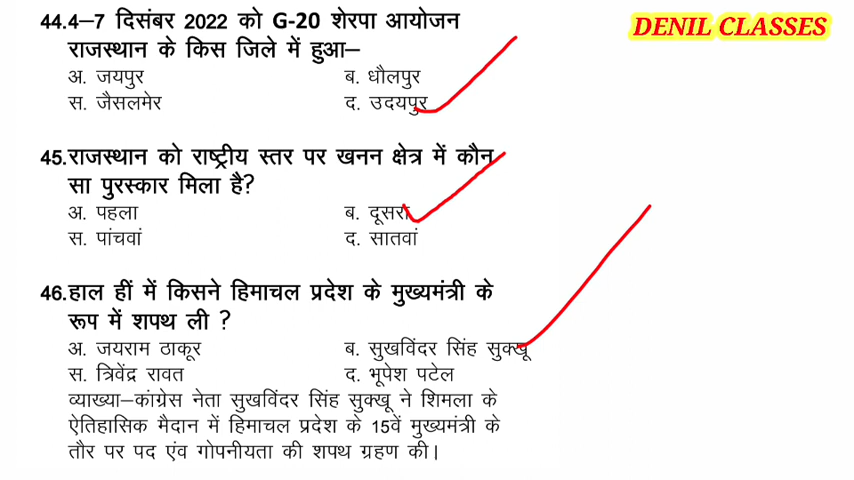 DENIL CLASSES
44.4–7 दिसंबर 2022 को G-20 शेरपा आयोजन
राजस्थान के किस जिले में हुआ–
अ. जयपुर ब. धौलपुर
स. जैसलमेर द. उदयपुर
45.राजस्थान को राष्ट्रीय स्तर पर खनन क्षेत्र में कौन
सा पुरस्कार मिला है?
अ. पहला ब. दूसरा
स. पांचवां द. सातवां
46.हाल हीं में किसने हिमाचल प्रदेश के मुख्यमंत्री के
रूप में शपथ ली ?
अ. जयराम ठाकूर ब. सुखविंदर सिंह सुक्खू
स. त्रिवेंद्र रावत द. भूपेश पटेल
व्याख्या–कांग्रेस नेता सुखविंदर सिंह सुक्खू ने शिमला के
ऐतिहासिक मैदान में हिमाचल प्रदेश के 15वें मुख्यमंत्री के
तौर पर पद एंव गोपनीयता की शपथ ग्रहण की।